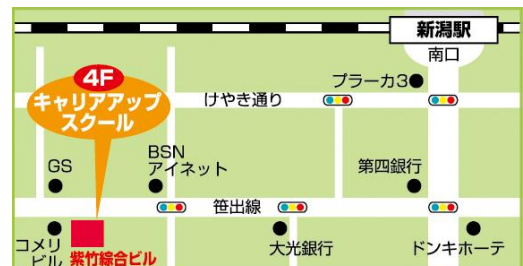 新潟駅
南口
プラーカ3
4F
キャリアアップ
スクール
けやき通り
GS
BSN
アイネット
第四銀行
笹出線
コメリ
ビル
紫竹綜合ビル
大光銀行
ドンキホーテ